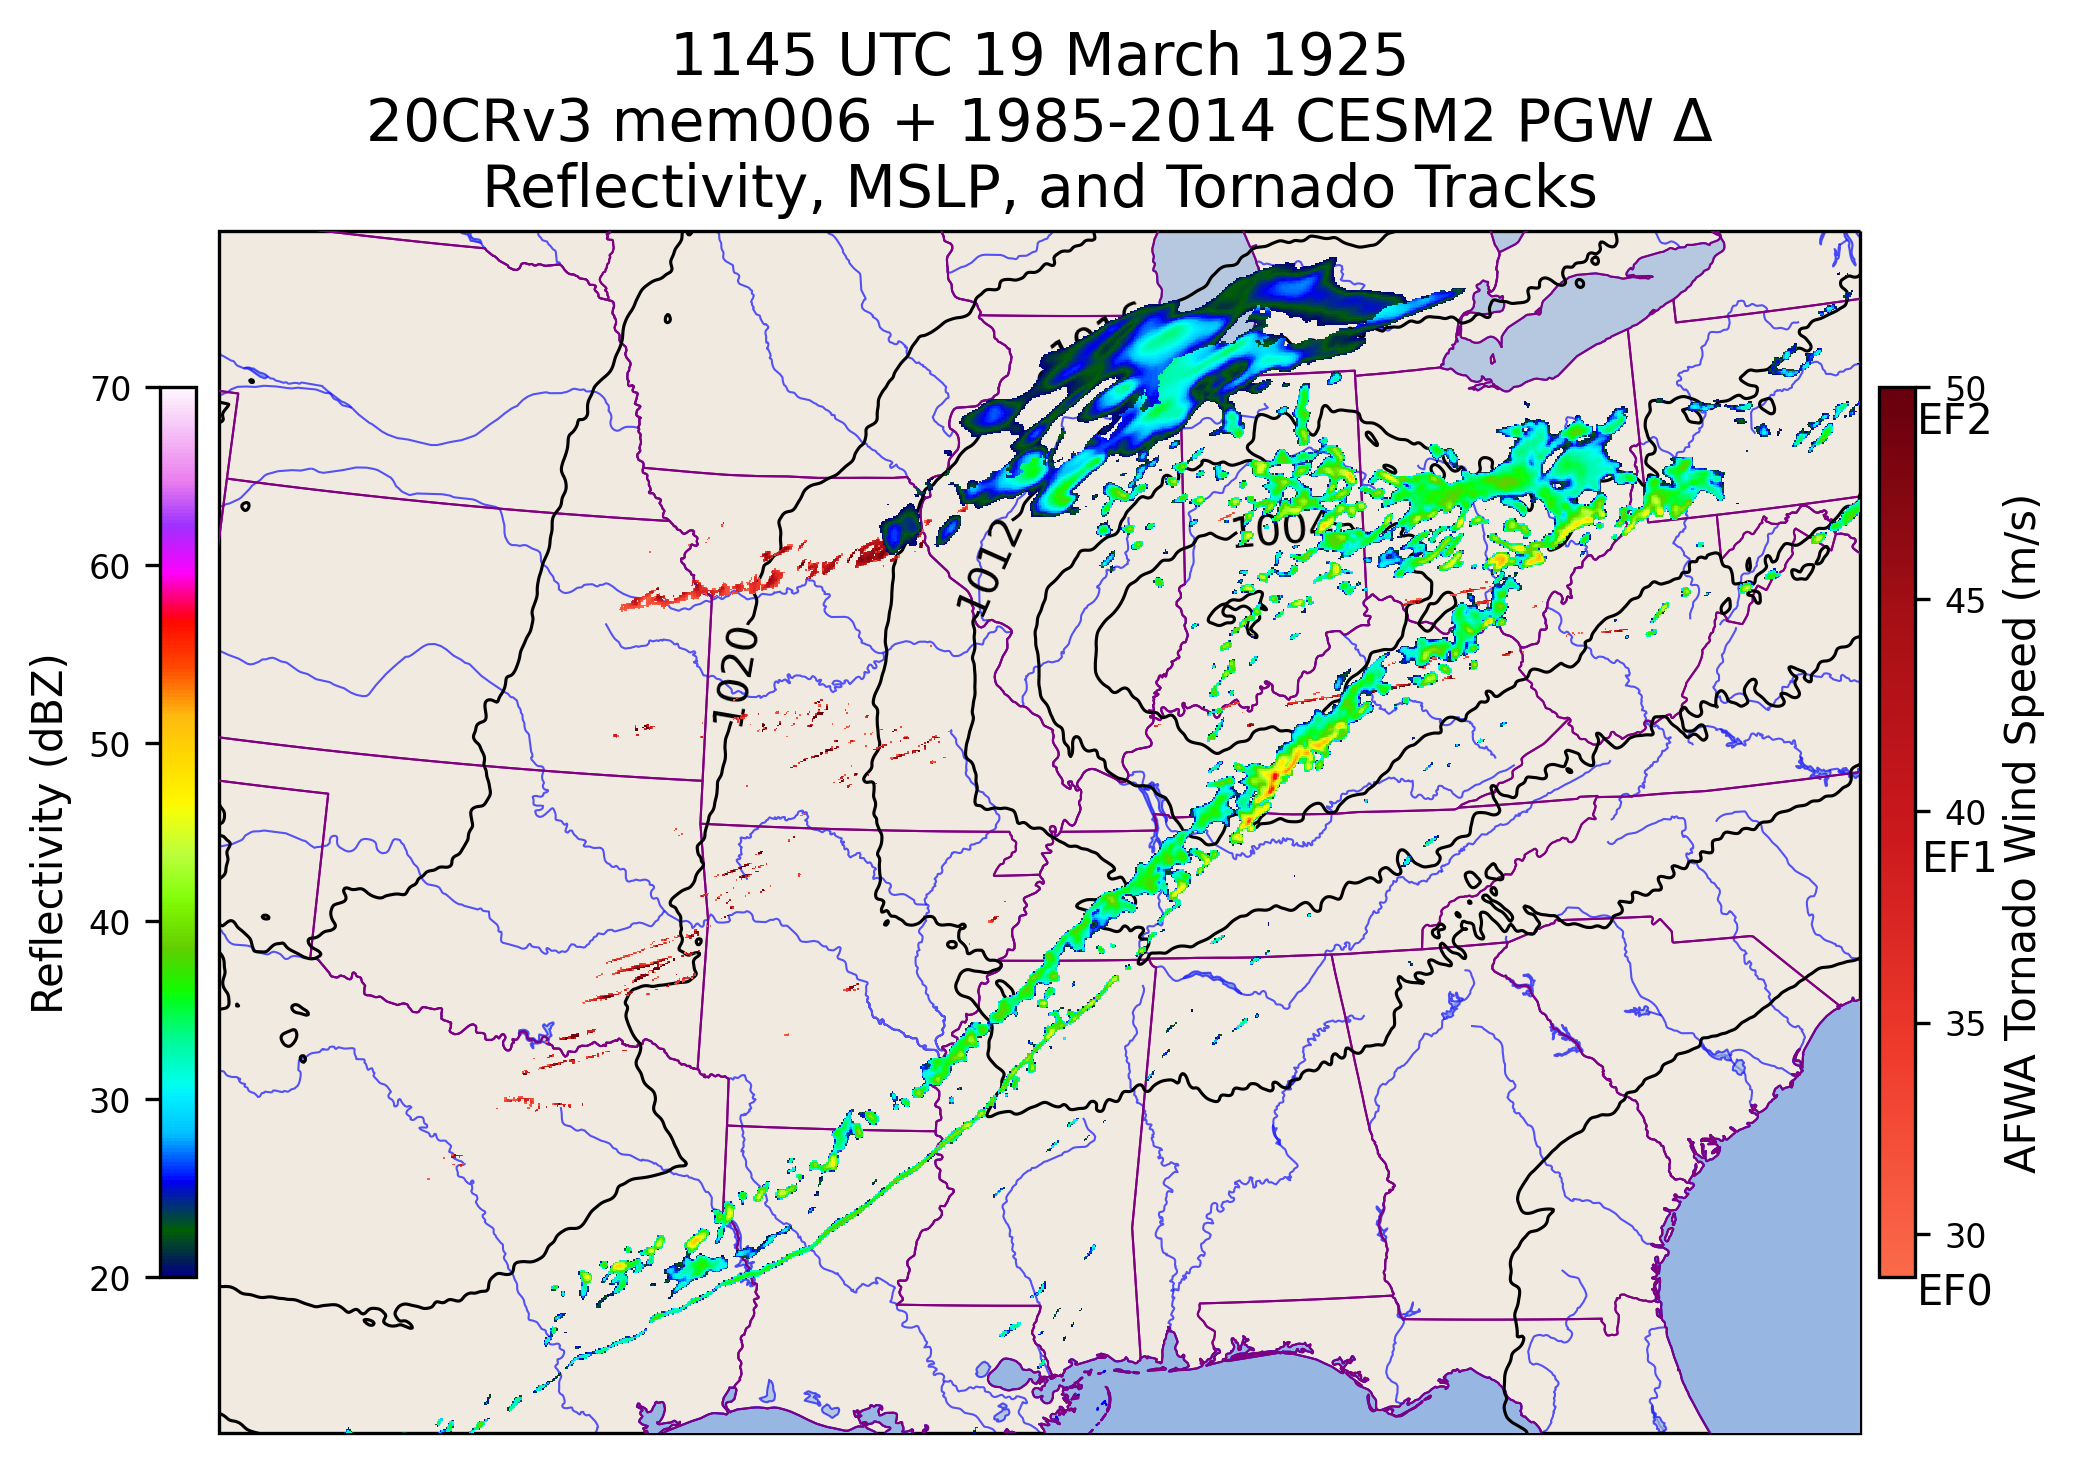 1145 UTC 19 March 1925
20CRv3 mem006 + 1985-2014 CESM2 PGW Δ
Reflectivity, MSLP, and Tornado Tracks
Reflectivity (dBZ)
70
60
50
40
30
20
1012
1004
1020
50
EF2
45
40
EF1
35
30
EF0
AFWA Tornado Wind Speed (m/s)